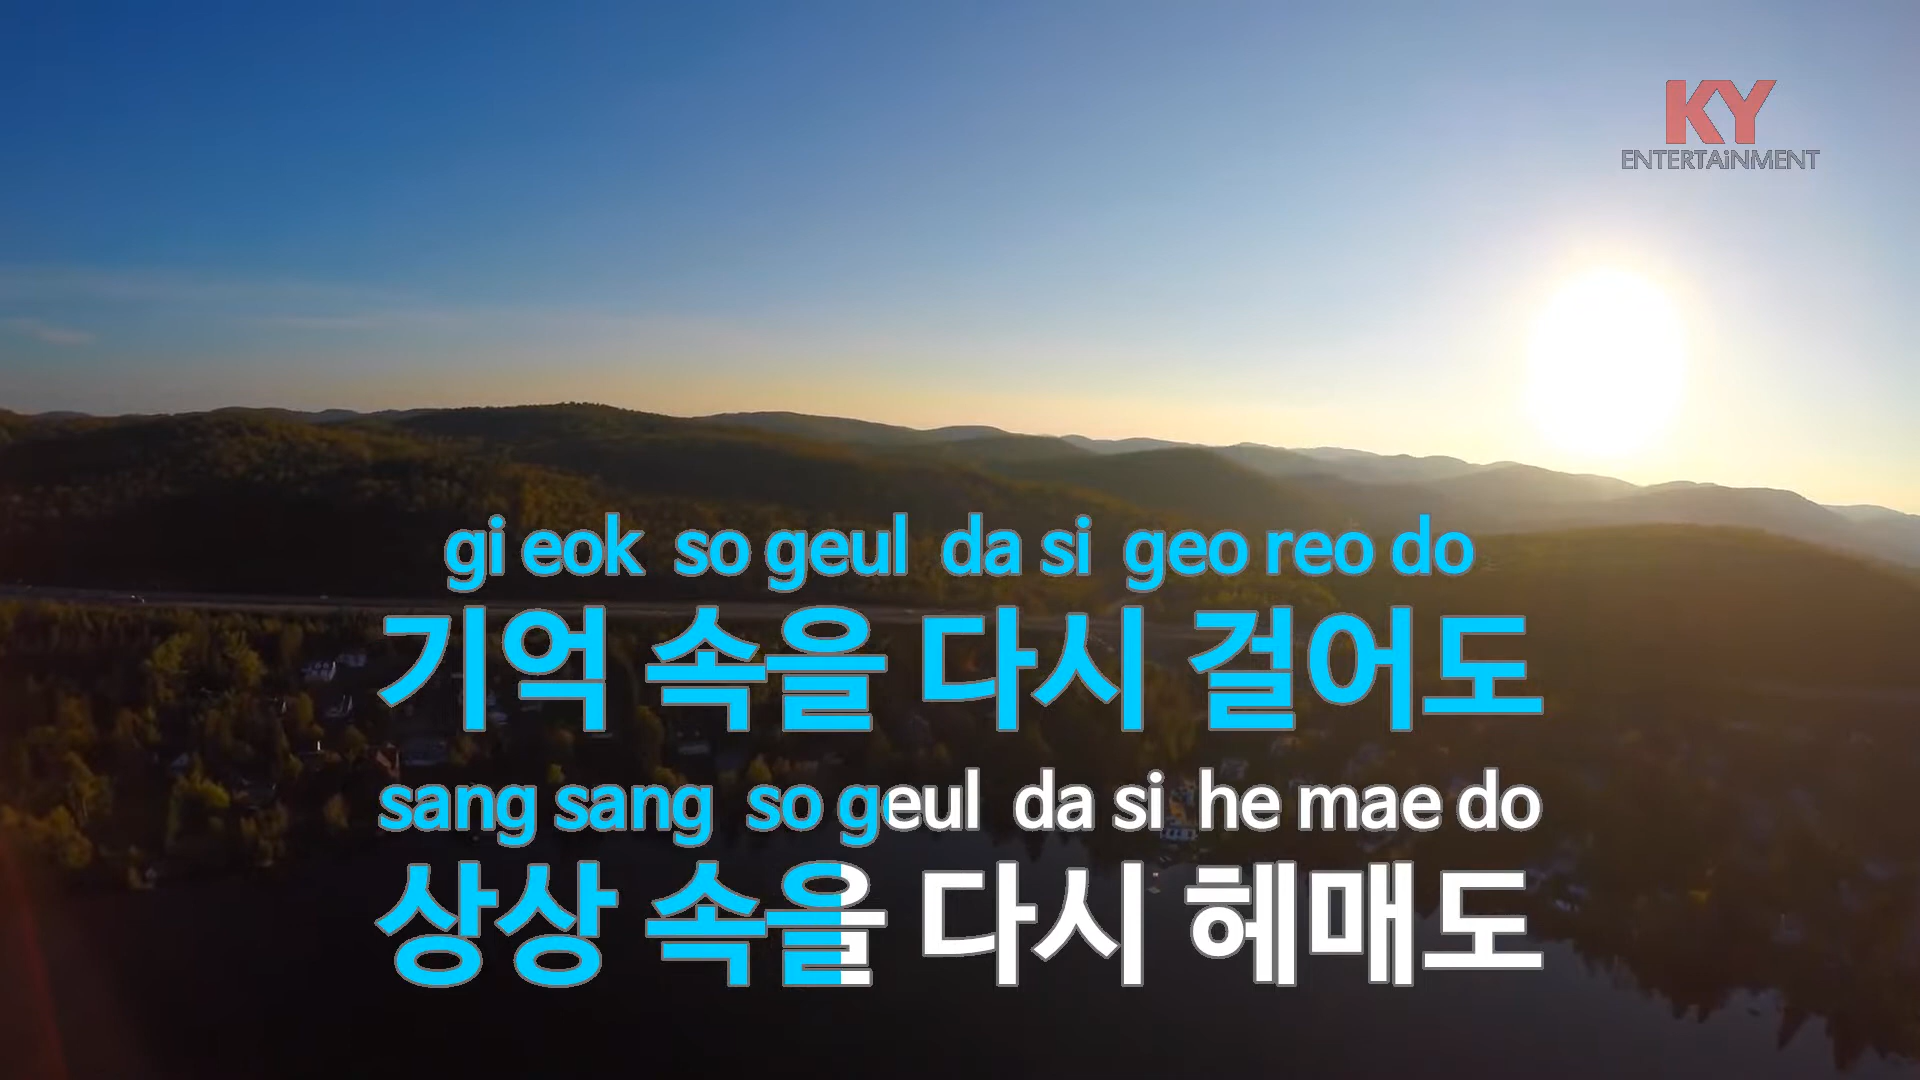 KY
ENTERTAiNMENT
gi eok so geul da si geo reo do
기억 속을 다시 걸어도
sang sang so geul da si he mae do
상상 속을 다시 헤매도